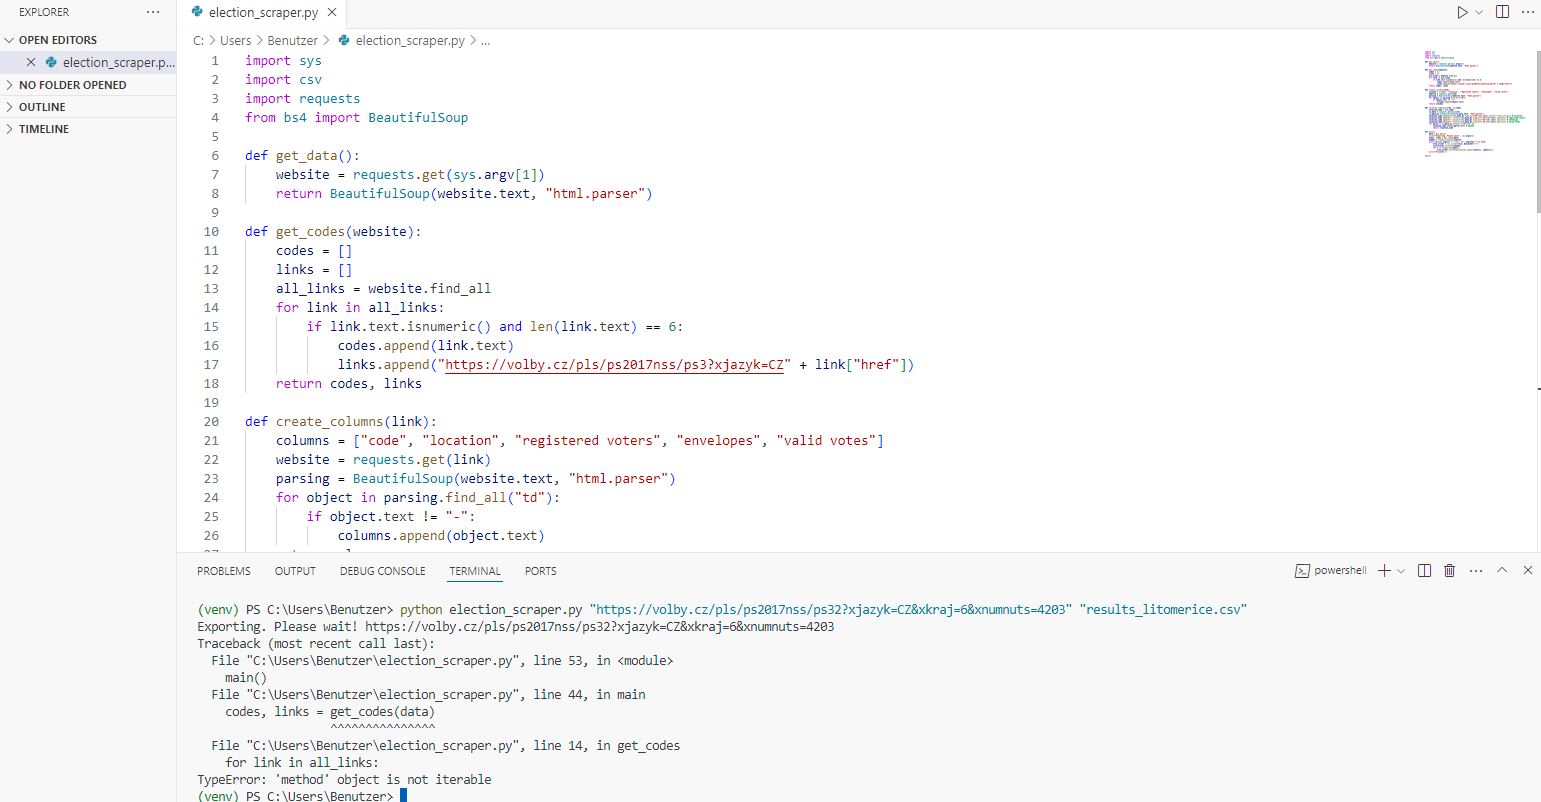 EXPLORER ...
OPEN EDITORS
election_scraper.p...
NO FOLDER OPENED
OUTLINE
TIMELINE
election_scraper.py
C: > Users > Benutzer > election_scraper.py > ...
1 import sys
2 import csv
3 import requests
4 from bs4 import BeautifulSoup
5
6 def get_data():
7 website = requests.get(sys.argv[1])
8 return BeautifulSoup(website.text, "html.parser")
9
10 def get_codes(website):
11 codes = []
12 links = []
13 all_links = website.find_all
14 for link in all_links:
15 if link.text.isnumeric() and len(link.text) == 6:
16 codes.append(link.text)
17 links.append("https://volby.cz/pls/ps2017nss/ps3?xjazyk=CZ" + link["href"])
18 return codes, links
19
20 def create_columns(link):
21 columns = ["code", "location", "registered voters", "envelopes", "valid votes"]
22 website = requests.get(link)
23 parsing = BeautifulSoup(website.text, "html.parser")
24 for object in parsing.find_all("td"):
25 if object.text != "-":
26 columns.append(object.text)
PROBLEMS OUTPUT DEBUG CONSOLE TERMINAL PORTS powershell
(venv) PS C:\Users\Benutzer> python election_scraper.py "https://volby.cz/pls/ps2017nss/ps32?xjazyk=CZ&xkraj=6&xnumnuts=4203" "results_litomerice.csv"
Exporting. Please wait! https://volby.cz/pls/ps2017nss/ps32?xjazyk=CZ&xkraj=6&xnumnuts=4203
Traceback (most recent call last):
File "C:\Users\Benutzer\election_scraper.py", line 53, in <module>
main()
File "C:\Users\Benutzer\election_scraper.py", line 44, in main
codes, links = get_codes(data)
^^^^^^^^^^^^^^^
File "C:\Users\Benutzer\election_scraper.py", line 14, in get_codes
for link in all_links:
TypeError: 'method' object is not iterable
(venv) PS C:\Users\Benutzer>